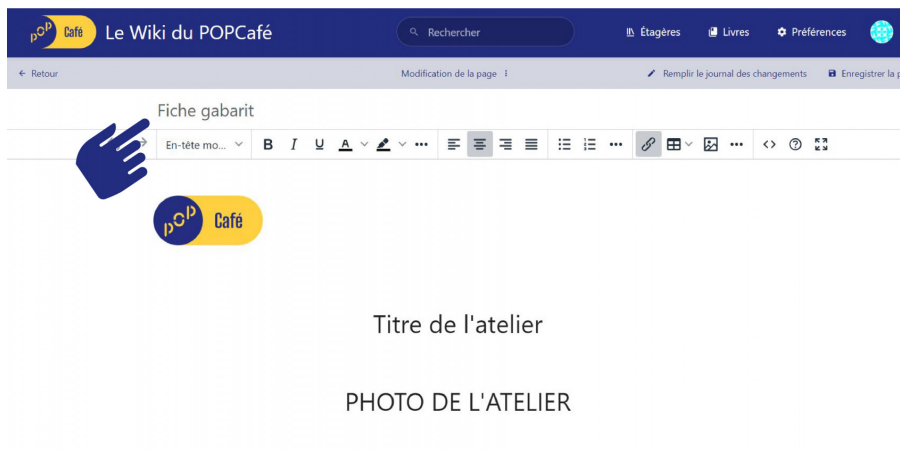 pop Café Le Wiki du POPCafé Rechercher Étagères Livres Préférences
← Retour Modification de la page Remplir le journal des changements Enregistrer la p
Fiche gabarit
En-tête mo... B I U A
pop Café
Titre de l'atelier
PHOTO DE L'ATELIER